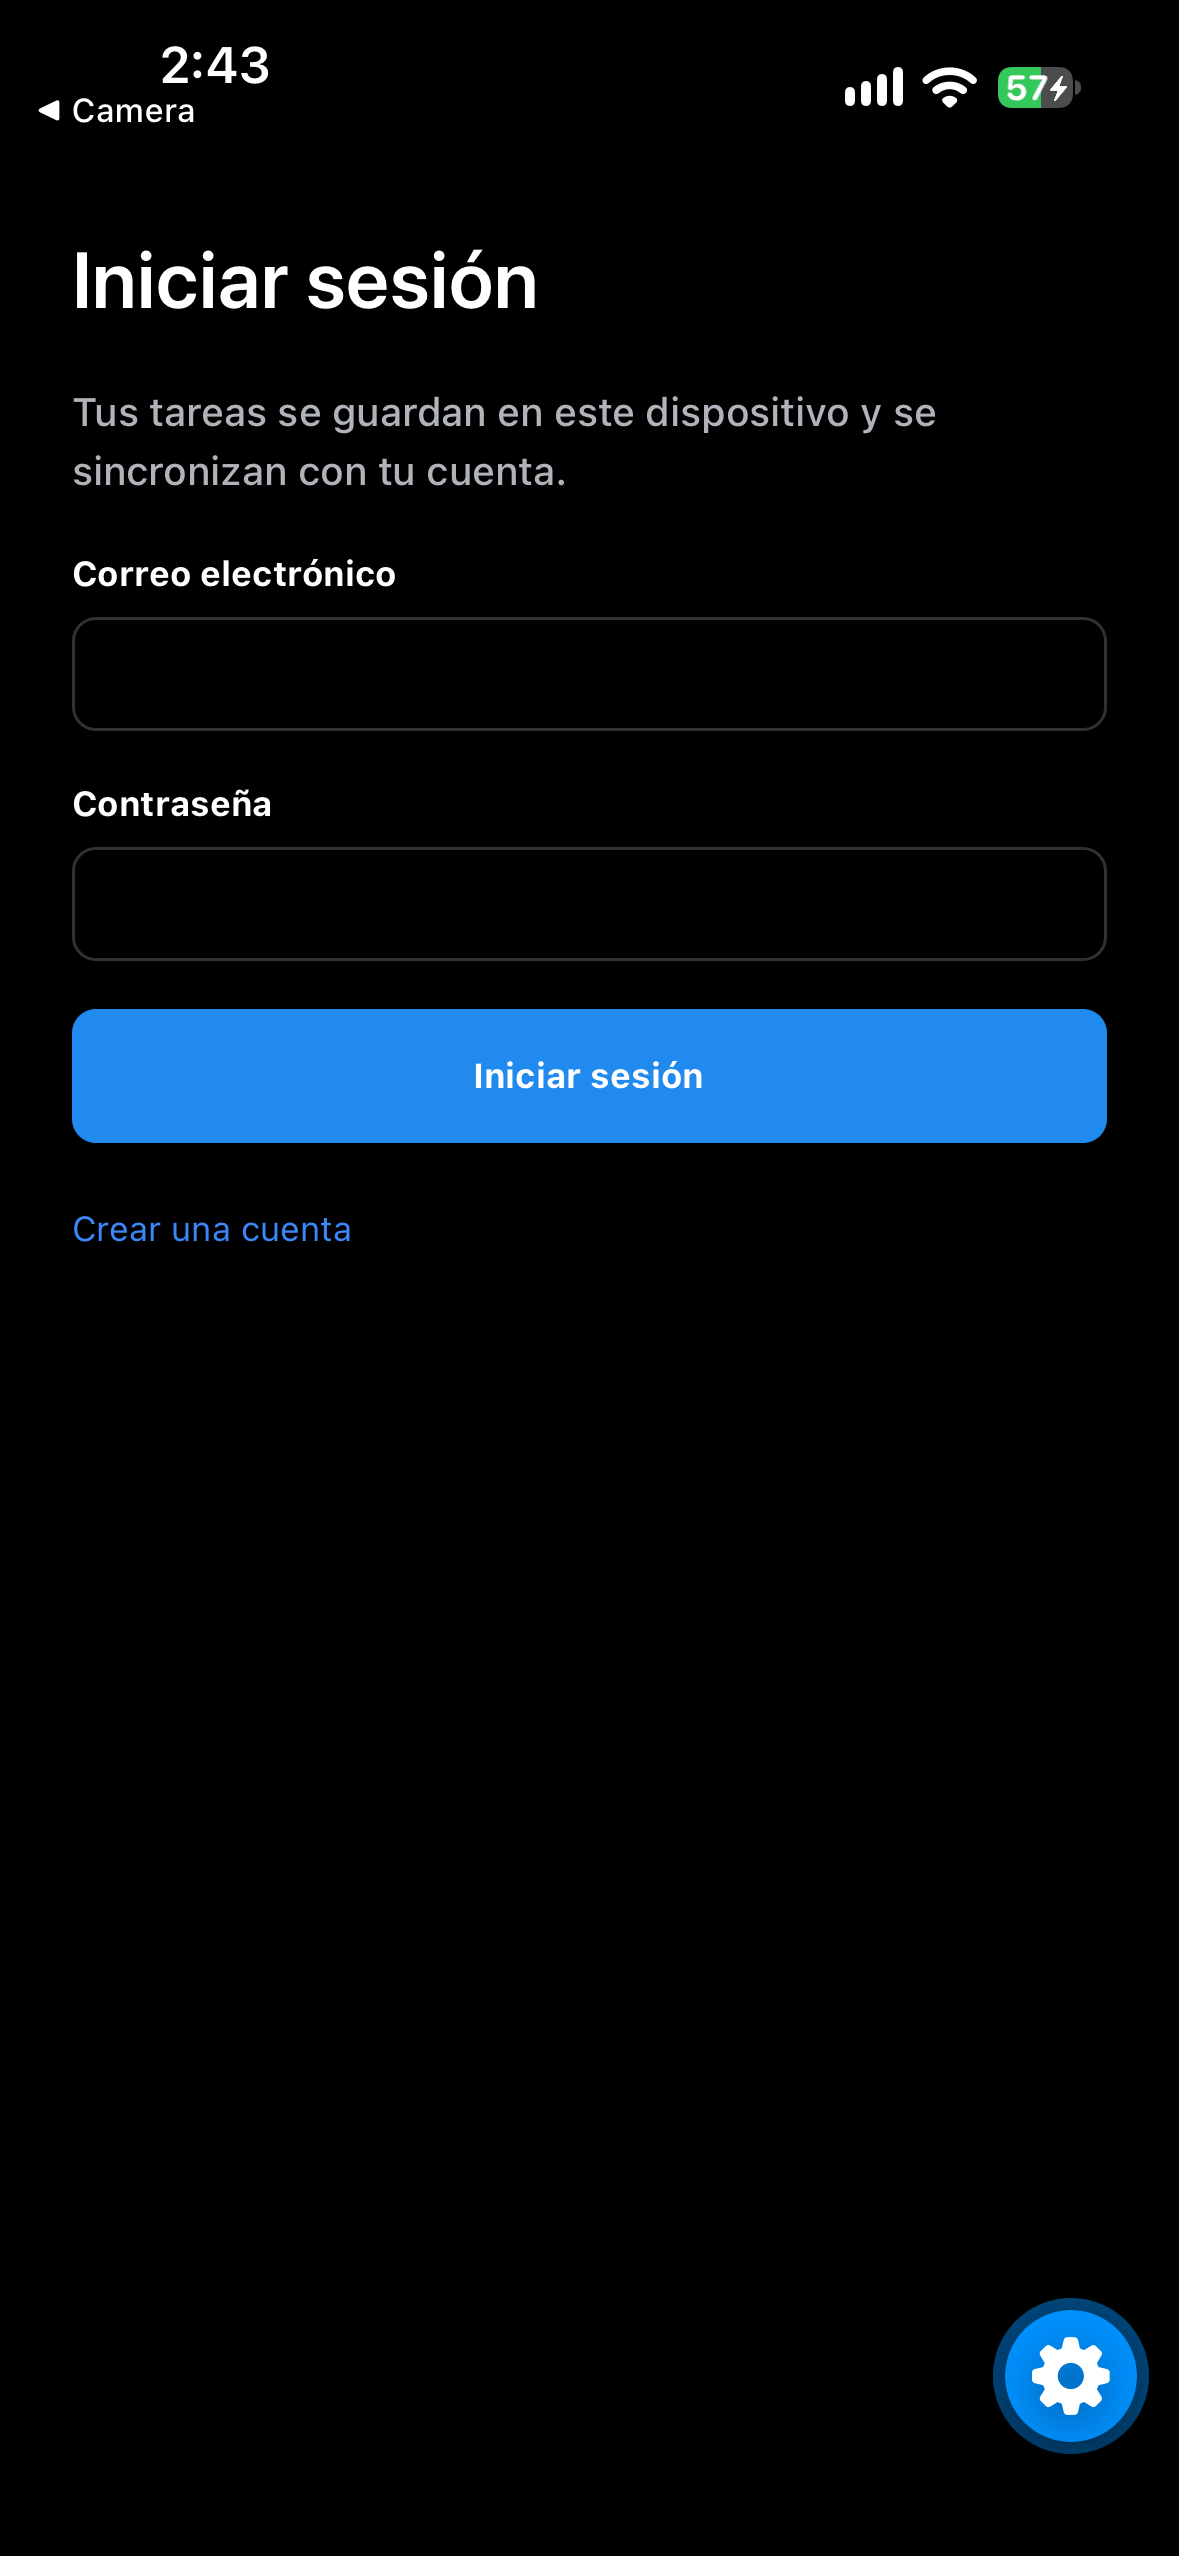 2:43
◀ Camera
57
Iniciar sesión
Tus tareas se guardan en este dispositivo y se
sincronizan con tu cuenta.
Correo electrónico
Contraseña
Iniciar sesión
Crear una cuenta